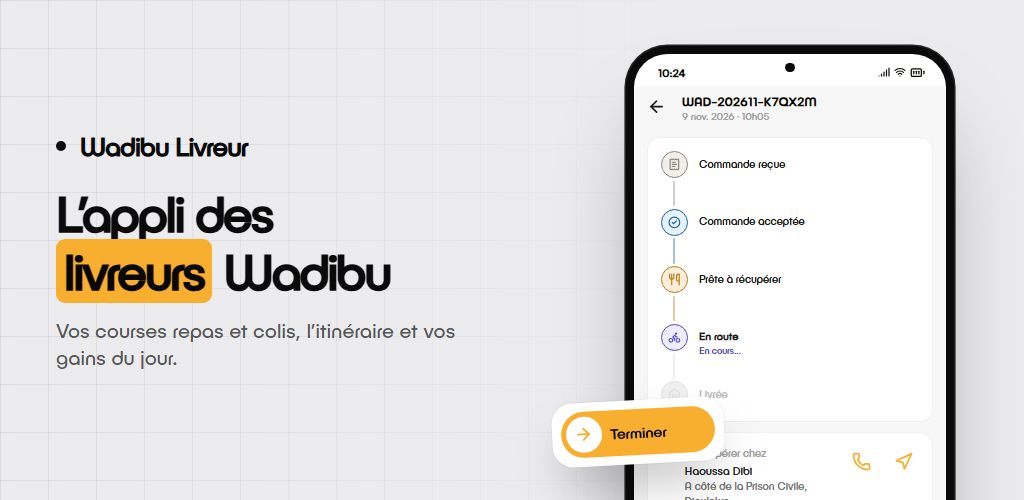 Wadibu Livreur
L'appli des
livreurs Wadibu
Vos courses repas et colis, l'itinéraire et vos
gains du jour.
10:24
WAD-202611-K7QX2M
9 nov. 2026 · 10h05
Commande reçue
Commande acceptée
Prête à récupérer
En route
En cours...
Livrée
Terminer
chez
Haoussa Dibi
A côté de la Prison Civile,